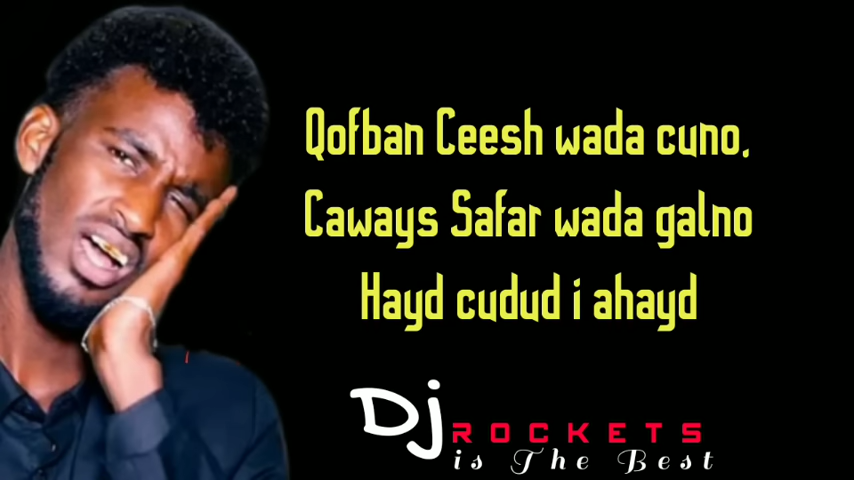 Qofban Ceesh wada cuno,
Caways Safar wada galno
Hayd cudud i ahayd
Dj ROCKETS
is The Best